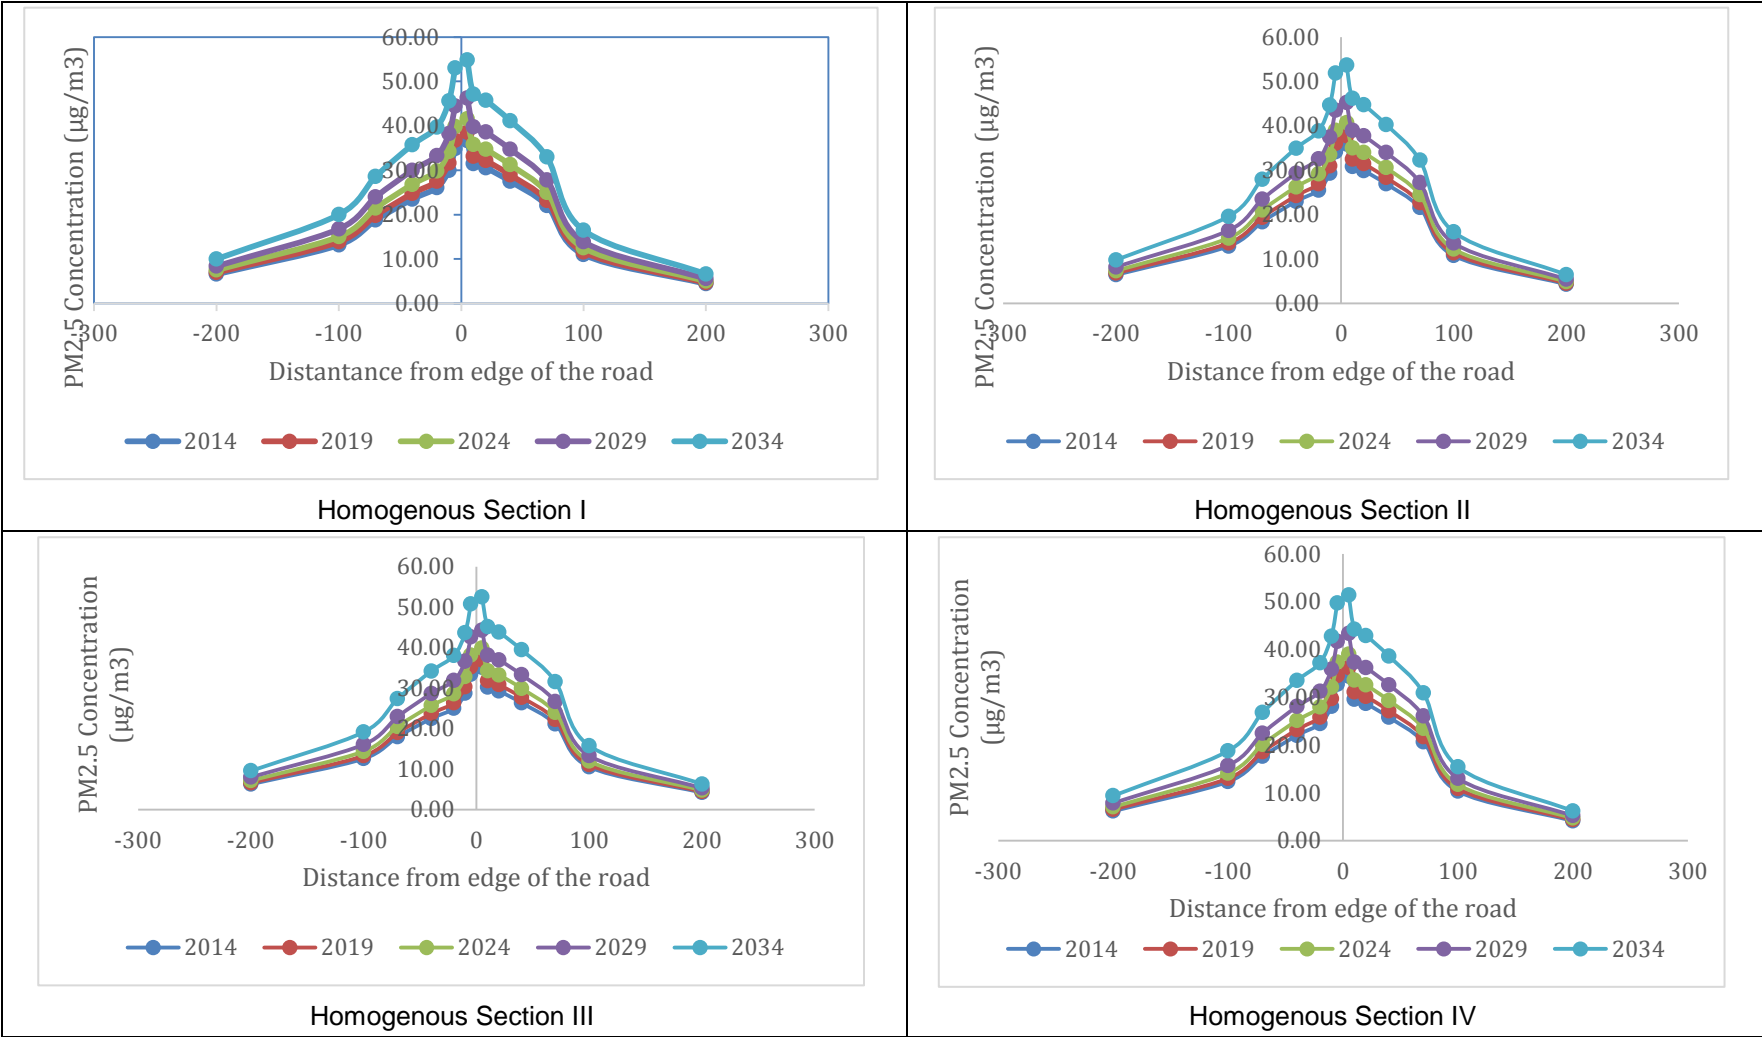 PM2.5 Concentration (µg/m3)
60.00
50.00
40.00
30.00
20.00
10.00
0.00
-300 -200 -100 0 100 200 300
Distantance from edge of the road
2014 2019 2024 2029 2034
Homogenous Section I
PM2.5 Concentration (µg/m3)
60.00
50.00
40.00
30.00
20.00
10.00
0.00
-300 -200 -100 0 100 200 300
Distance from edge of the road
2014 2019 2024 2029 2034
Homogenous Section II
PM2.5 Concentration
(µg/m3)
60.00
50.00
40.00
30.00
20.00
10.00
0.00
-300 -200 -100 0 100 200 300
Distance from edge of the road
2014 2019 2024 2029 2034
Homogenous Section III
PM2.5 Concentration
(µg/m3)
60.00
50.00
40.00
30.00
20.00
10.00
0.00
-300 -200 -100 0 100 200 300
Distance from edge of the road
2014 2019 2024 2029 2034
Homogenous Section IV